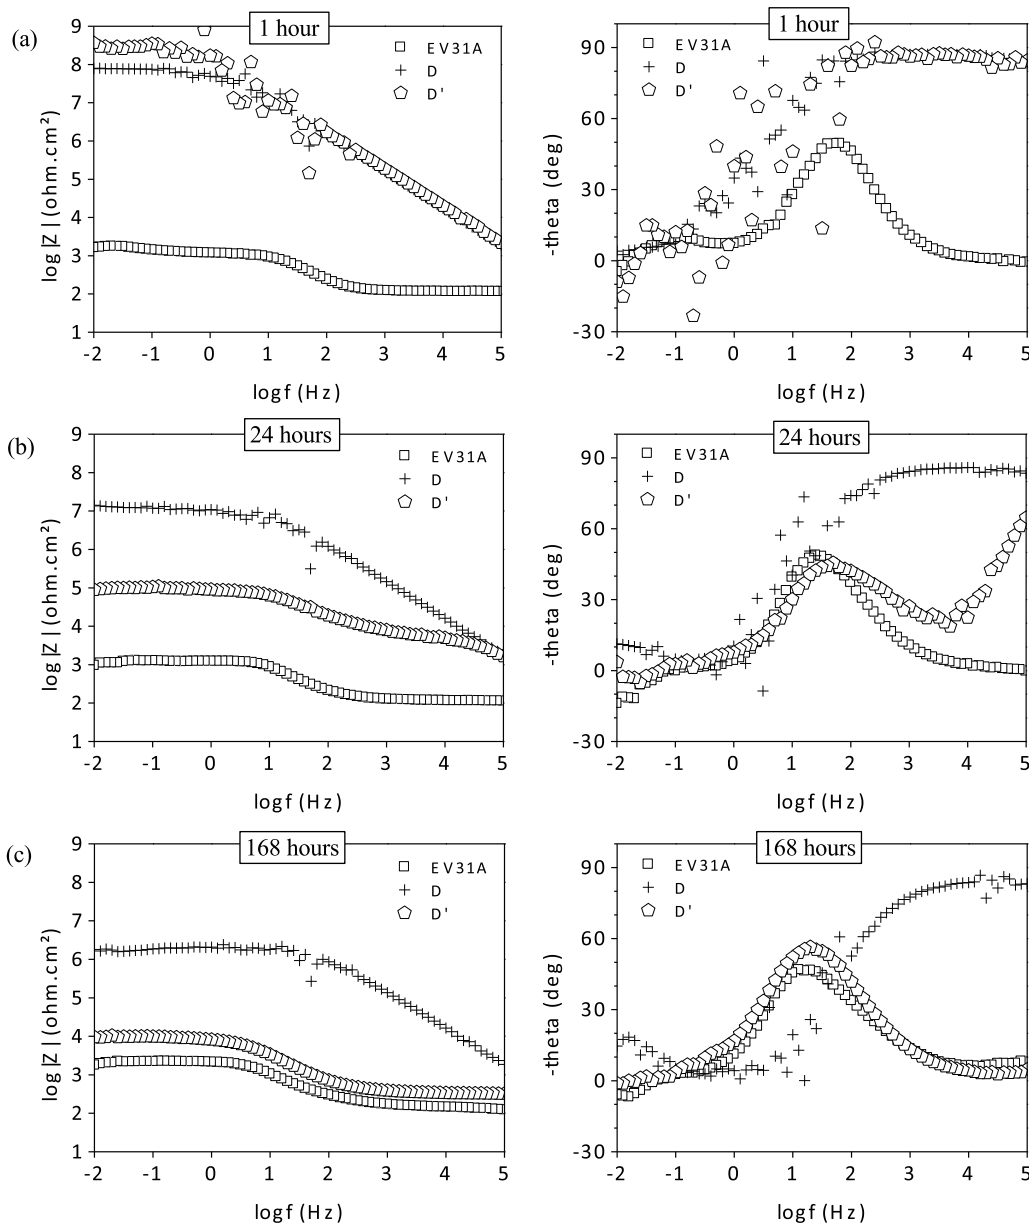 (a)
1 hour
log|Z|(ohm.cm²)
9
8
7
6
5
4
3
2
1
EV31A
D
D'
-2 -1 0 1 2 3 4 5
logf (Hz)
1 hour
-theta (deg)
90
60
30
0
-30
EV31A
D
D'
-2 -1 0 1 2 3 4 5
logf (Hz)
(b)
24 hours
log|Z|(ohm.cm²)
9
8
7
6
5
4
3
2
1
EV31A
D
D'
-2 -1 0 1 2 3 4 5
logf (Hz)
24 hours
-theta (deg)
90
60
30
0
-30
EV31A
D
D'
-2 -1 0 1 2 3 4 5
logf (Hz)
(c)
168 hours
log|Z|(ohm.cm²)
9
8
7
6
5
4
3
2
1
EV31A
D
D'
-2 -1 0 1 2 3 4 5
logf (Hz)
168 hours
-theta (deg)
90
60
30
0
-30
EV31A
D
D'
-2 -1 0 1 2 3 4 5
logf (Hz)